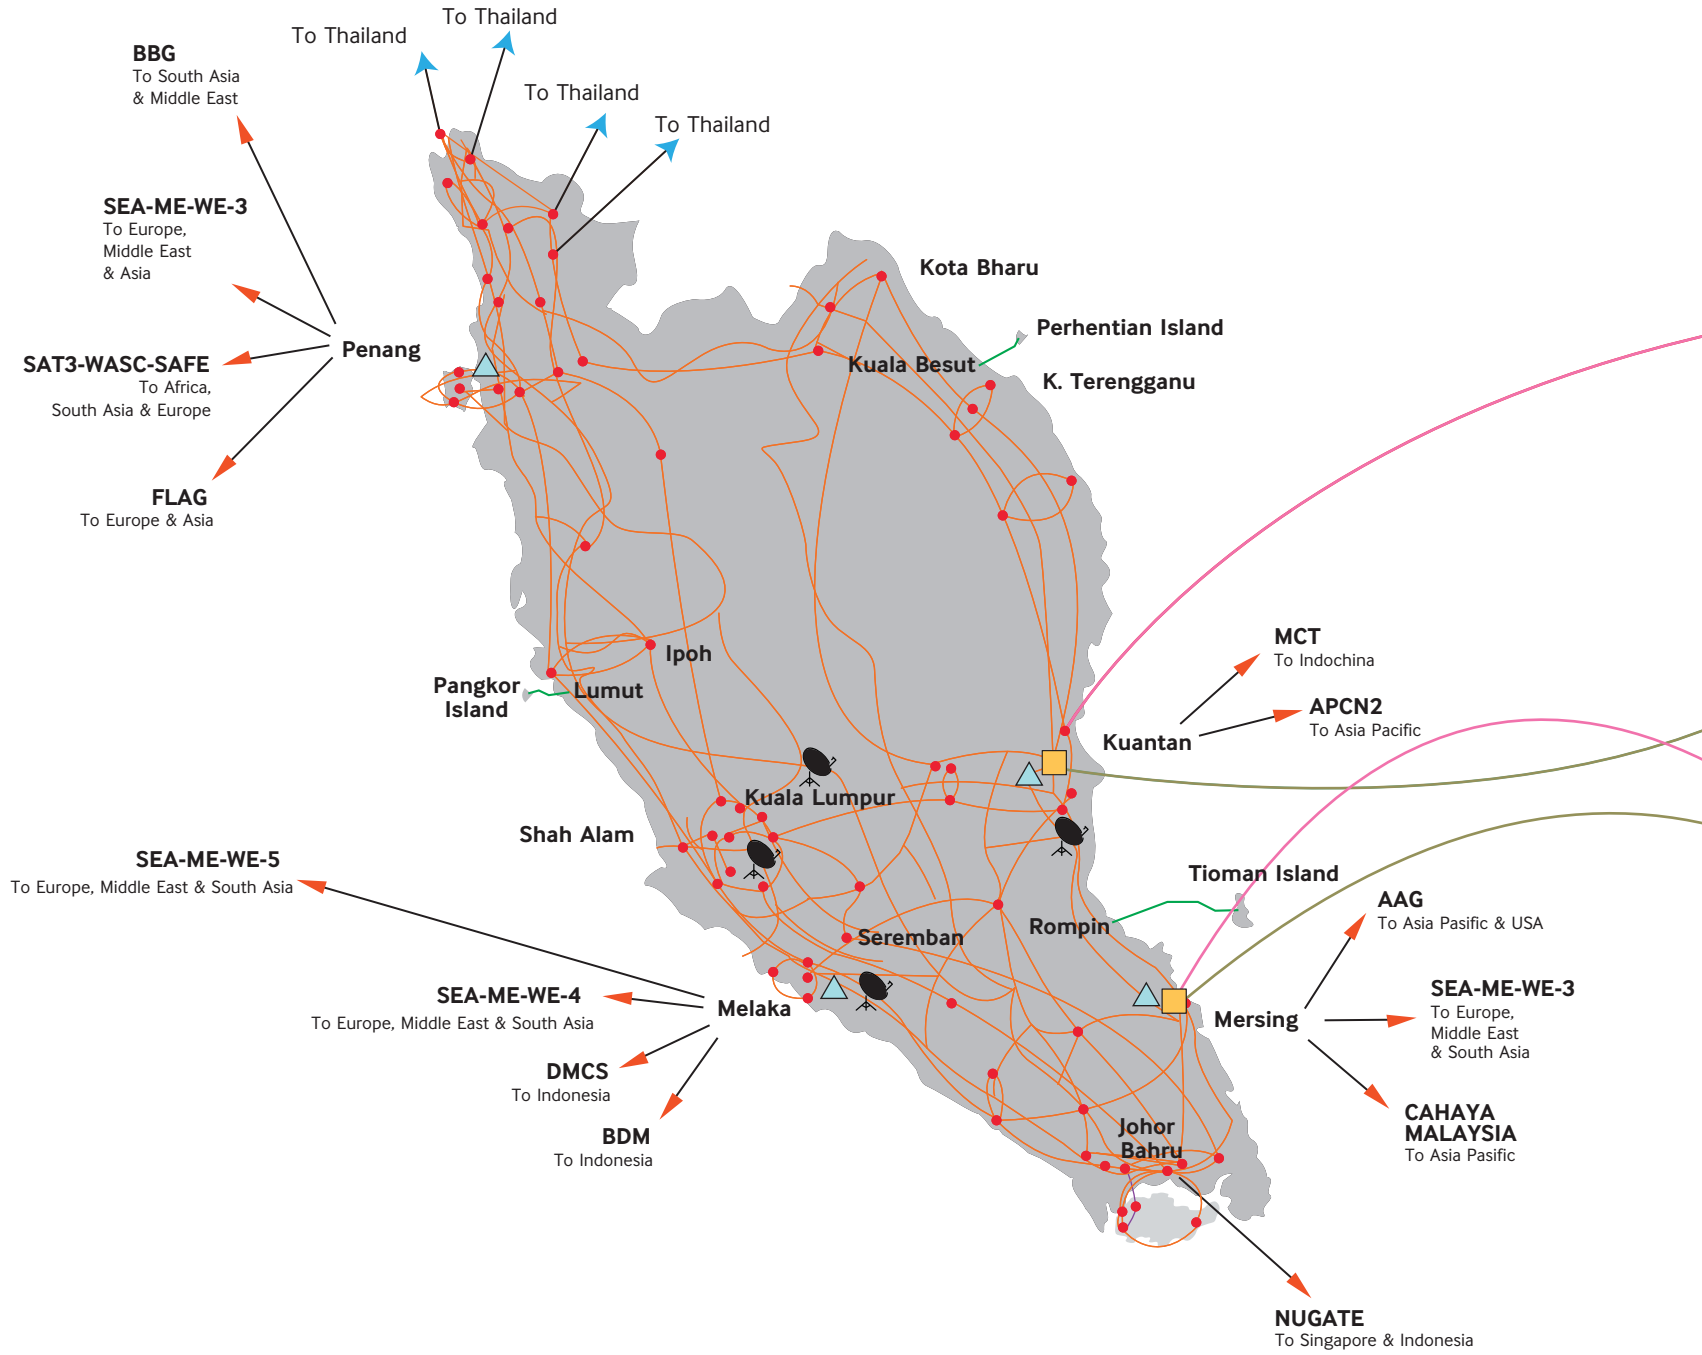 To Thailand
To Thailand
To Thailand
To Thailand
BBG
To South Asia
& Middle East
SEA-ME-WE-3
To Europe,
Middle East
& Asia
SAT3-WASC-SAFE
To Africa,
South Asia & Europe
FLAG
To Europe & Asia
Penang
Kota Bharu
Perhentian Island
Kuala Besut
K. Terengganu
Ipoh
Lumut
Pangkor
Island
MCT
To Indochina
APCN2
To Asia Pacific
Kuantan
Kuala Lumpur
Shah Alam
SEA-ME-WE-5
To Europe, Middle East & South Asia
Tioman Island
Rompin
Seremban
AAG
To Asia Pasific & USA
SEA-ME-WE-4
To Europe, Middle East & South Asia
Melaka
Mersing
SEA-ME-WE-3
To Europe,
Middle East
& South Asia
DMCS
To Indonesia
BDM
To Indonesia
CAHAYA
MALAYSIA
To Asia Pasific
Johor
Bahru
NUGATE
To Singapore & Indonesia